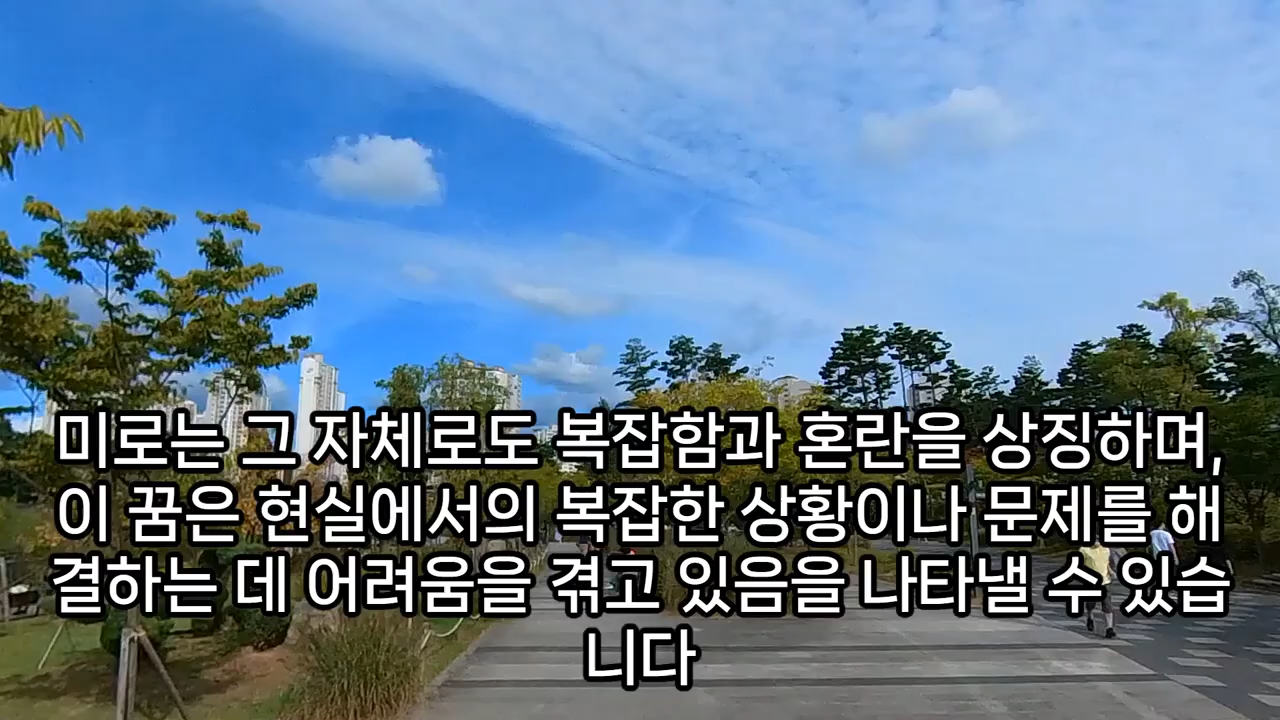 미로는 그 자체로도 복잡함과 혼란을 상징하며,
이 꿈은 현실에서의 복잡한 상황이나 문제를 해
결하는 데 어려움을 겪고 있음을 나타낼 수 있습
니다